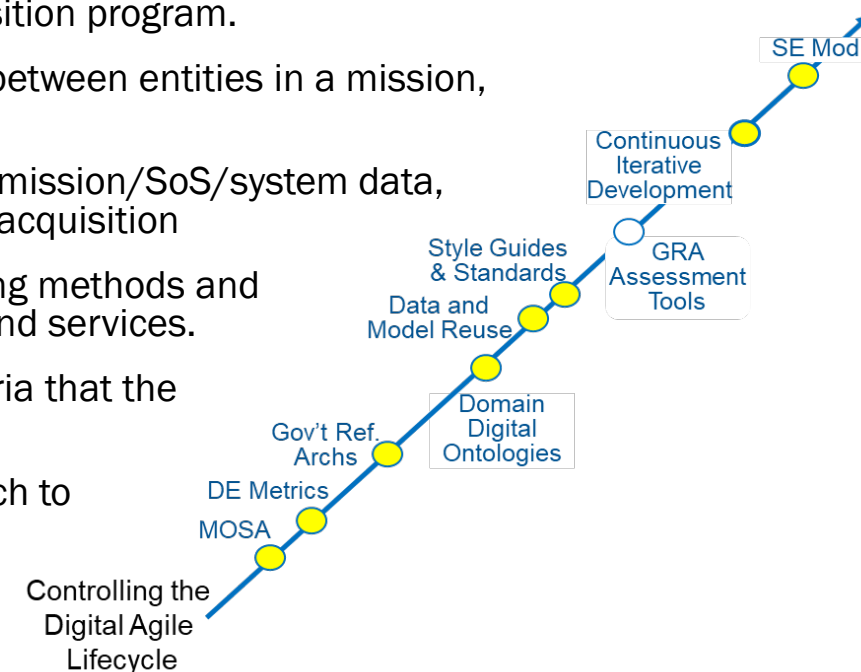 sition program.
between entities in a mission,
mission/SoS/system data,
acquisition
ng methods and
nd services.
ria that the
ch to
SE Mod
Continuous
Iterative
Development
GRA
Assessment
Tools
Style Guides
& Standards
Data and
Model Reuse
Domain
Digital
Ontologies
Gov't Ref.
Archs
DE Metrics
MOSA
Controlling the
Digital Agile
Lifecycle